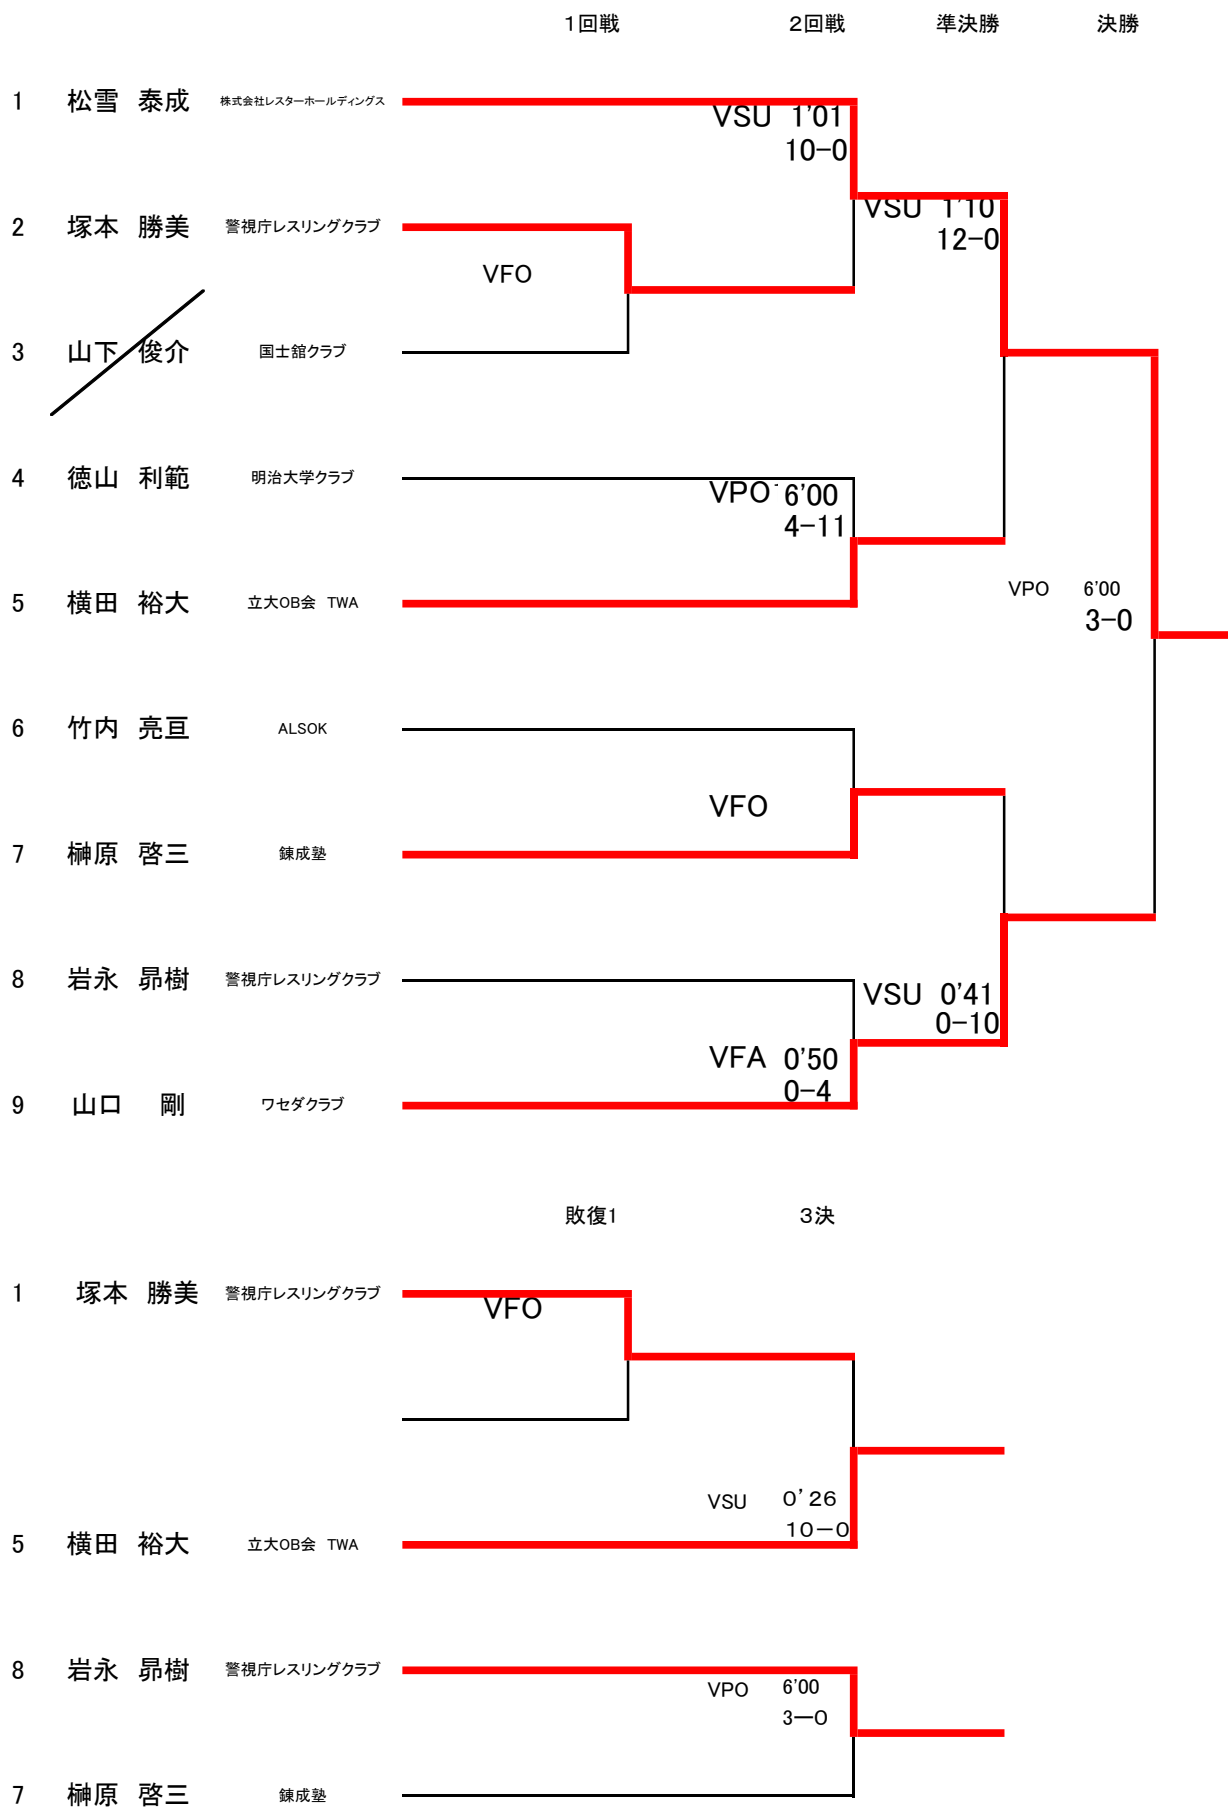 1回戦 2回戦 準決勝 決勝
1 松雪 泰成 株式会社レスターホールディングス
VSU 1'01
10-0
2 塚本 勝美 警視庁レスリングクラブ
VSU 1'10
12-0
VFO
3 山下 俊介 国士舘クラブ
4 徳山 利範 明治大学クラブ
VPO 6'00
4-11
5 横田 裕大 立大OB会 TWA
VPO 6'00
3-0
6 竹内 亮亘 ALSOK
VFO
7 榊原 啓三 錬成塾
8 岩永 昴樹 警視庁レスリングクラブ
VSU 0'41
0-10
VFA 0'50
0-4
9 山口 剛 ワセダクラブ
敗復1 3決
1 塚本 勝美 警視庁レスリングクラブ
VFO
VSU 0'26
10-0
5 横田 裕大 立大OB会 TWA
8 岩永 昴樹 警視庁レスリングクラブ
VPO 6'00
3―0
7 榊原 啓三 錬成塾